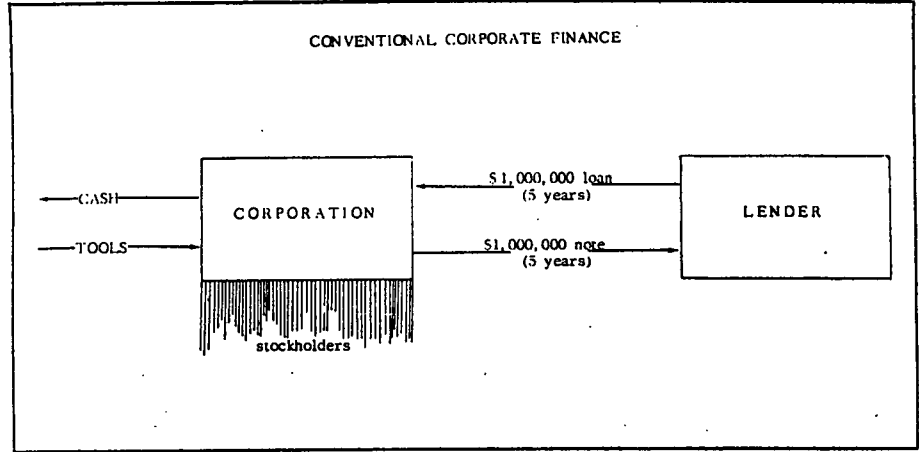 CONVENTIONAL CORPORATE FINANCE
CASH
TOOLS
CORPORATION
stockholders
$1,000,000 loan
(5 years)
$1,000,000 note
(5 years)
LENDER